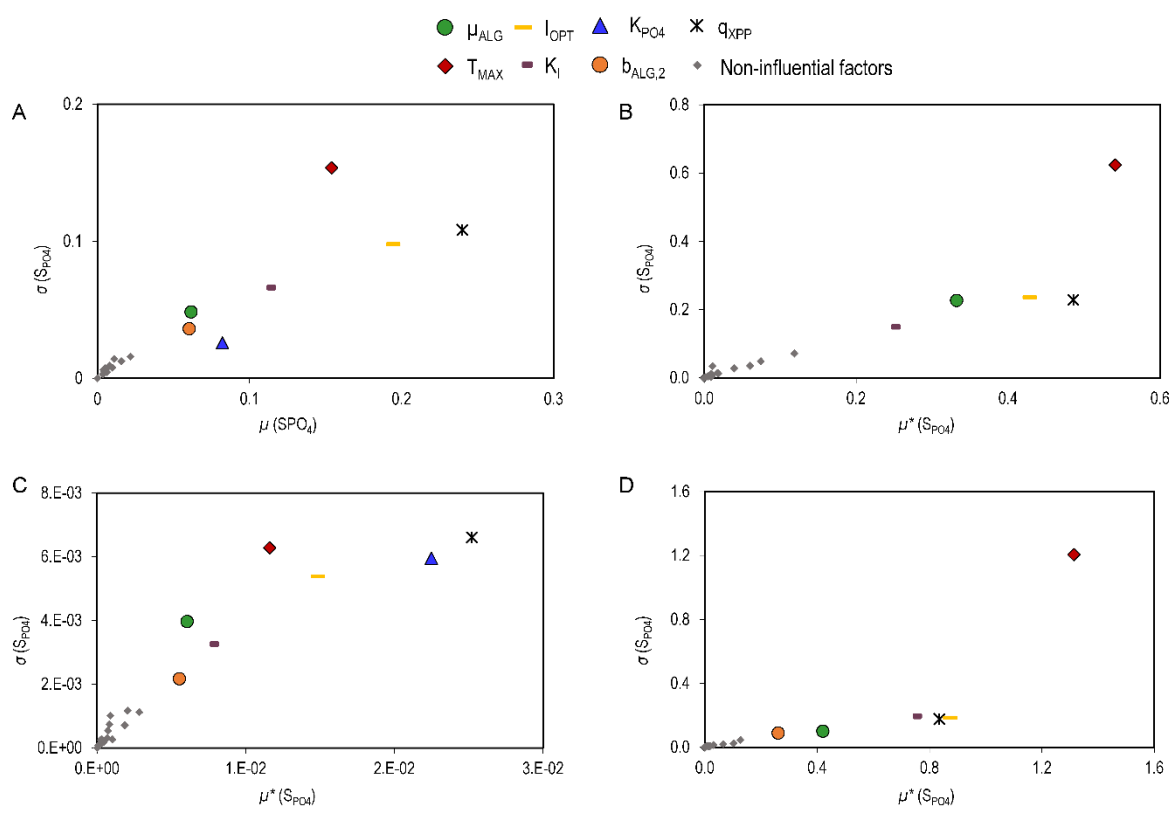 μALG IOPT KPO4 qXPP
TMAX KI bALG,2 Non-influential factors
A
0.2
0.1
0
σ (SPO4)
0 0.1 0.2 0.3
μ (SPO4)
B
0.8
0.6
0.4
0.2
0.0
σ (SPO4)
0.0 0.2 0.4 0.6
μ* (SPO4)
C
8.E-03
6.E-03
4.E-03
2.E-03
0.E+00
σ (SPO4)
0.E+00 1.E-02 2.E-02 3.E-02
μ* (SPO4)
D
1.6
1.2
0.8
0.4
0.0
σ (SPO4)
0.0 0.4 0.8 1.2 1.6
μ* (SPO4)